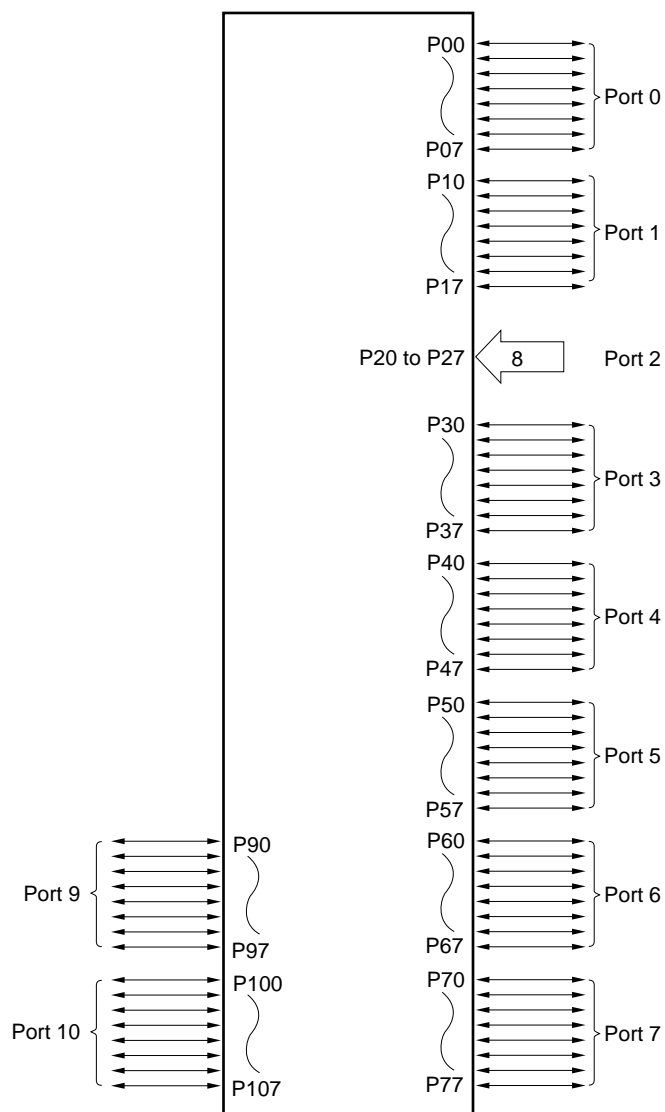 P00
Port 0
P07
P10
Port 1
P17
P20 to P27 8 Port 2
P30
Port 3
P37
P40
Port 4
P47
P50
Port 5
P57
P90 P60
Port 9 Port 6
P97 P67
P100 P70
Port 10 Port 7
P107 P77